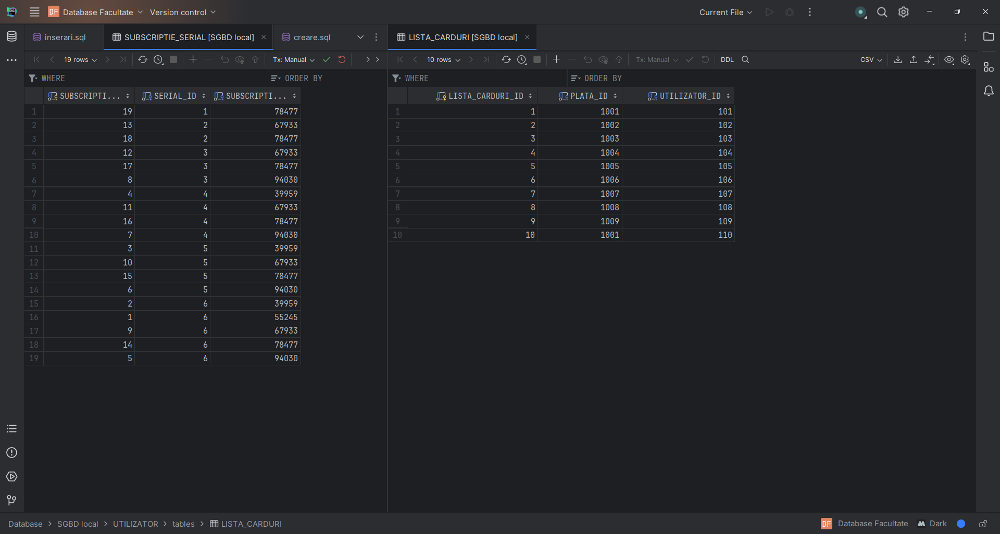 DF Database Facultate Version control Current File
inserari.sql SUBSCRIPTIE_SERIAL [SGBD local] creare.sql LISTA_CARDURI [SGBD local]
19 rows Tx: Manual 10 rows Tx: Manual DDL CSV
WHERE ORDER BY WHERE ORDER BY
SUBSCRIPTI... SERIAL_ID SUBSCRIPTI... LISTA_CARDURI_ID PLATA_ID UTILIZATOR_ID
1 19 1 78477 1 1 1001 101
2 13 2 67933 2 2 1002 102
3 18 2 78477 3 3 1003 103
4 12 3 67933 4 4 1004 104
5 17 3 78477 5 5 1005 105
6 8 3 94030 6 6 1006 106
7 4 4 39959 7 7 1007 107
8 11 4 67933 8 8 1008 108
9 16 4 78477 9 9 1009 109
10 7 4 94030 10 10 1001 110
11 3 5 39959
12 10 5 67933
13 15 5 78477
14 6 5 94030
15 2 6 39959
16 1 6 55245
17 9 6 67933
18 14 6 78477
19 5 6 94030
Database > SGBD local > UTILIZATOR > tables > LISTA_CARDURI DF Database Facultate Dark